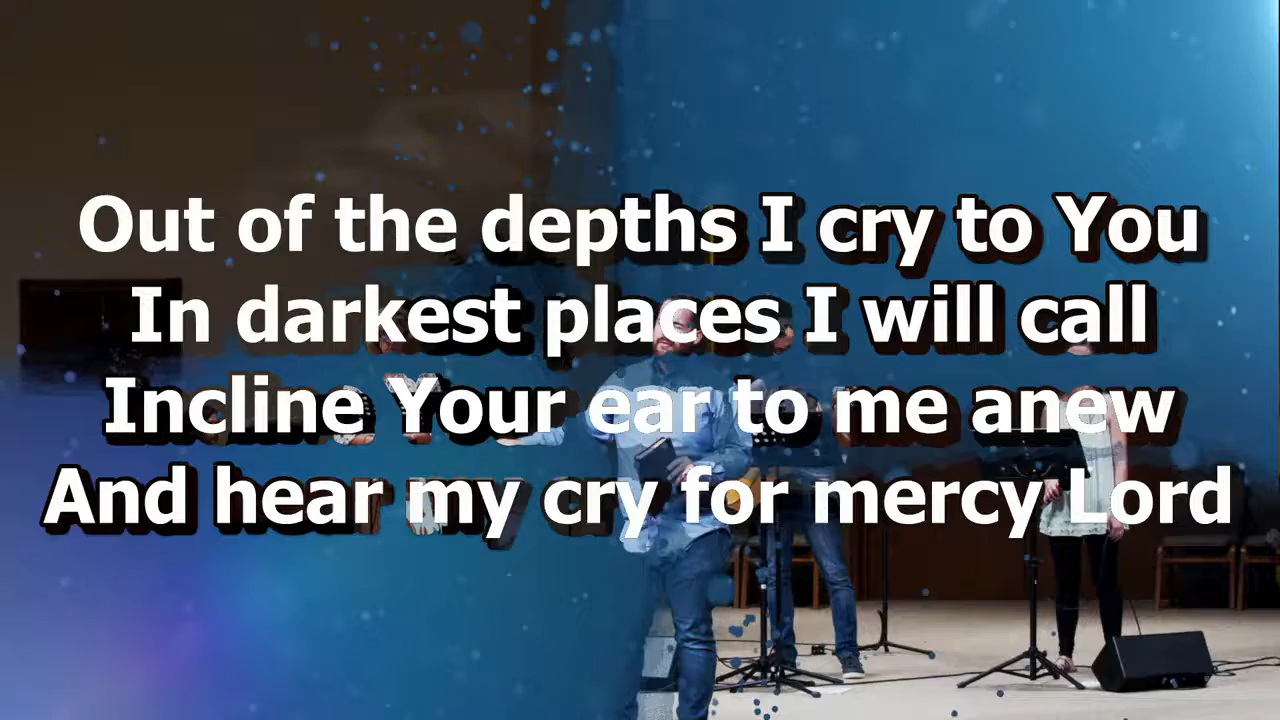 Out of the depths I cry to You
In darkest places I will call
Incline Your ear to me anew
And hear my cry for mercy Lord